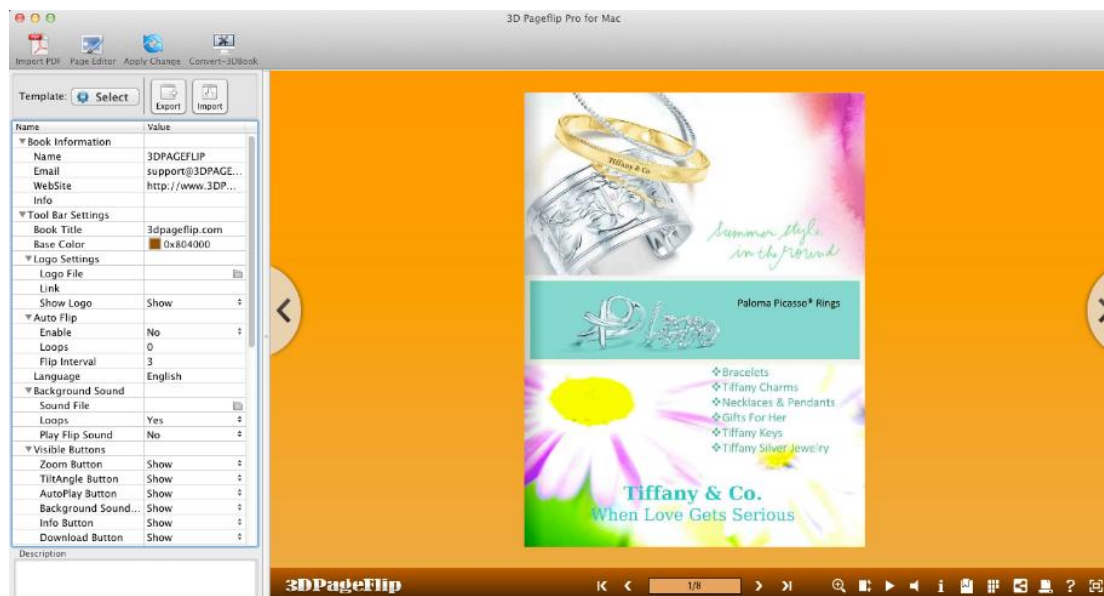 3D Pageflip Pro for Mac
Import PDF Page Editor Apply Change Convert-3DBook
Template: Select Export Import
Name Value
Book Information
Name 3DPAGEFLIP
Email support@3DPAGE...
WebSite http://www.3DP...
Info
Tool Bar Settings
Book Title 3dpageflip.com
Base Color 0x804000
Logo Settings
Logo File
Link
Show Logo Show
Auto Flip
Enable No
Loops 0
Flip Interval 3
Language English
Background Sound
Sound File
Loops Yes
Play Flip Sound No
Visible Buttons
Zoom Button Show
TiltAngle Button Show
AutoPlay Button Show
Background Sound... Show
Info Button Show
Download Button Show
Description
Tiffany & Co
Summer style
in the round
Paloma Picasso® Rings
❖Bracelets
❖Tiffany Charms
❖Necklaces & Pendants
❖Gifts For Her
❖Tiffany Keys
❖Tiffany Silver Jewelry
Tiffany & Co.
When Love Gets Serious
3DPageFlip
1/8